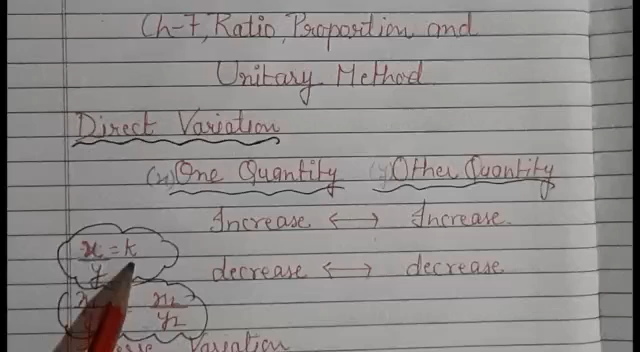 Ch-7, Ratio, Proportion and
Unitary Method
Direct Variation
(x) One Quantity (y) Other Quantity
Increase ⟷ Increase.
x/y = k
decrease ⟷ decrease.
= x2/y2
Variation